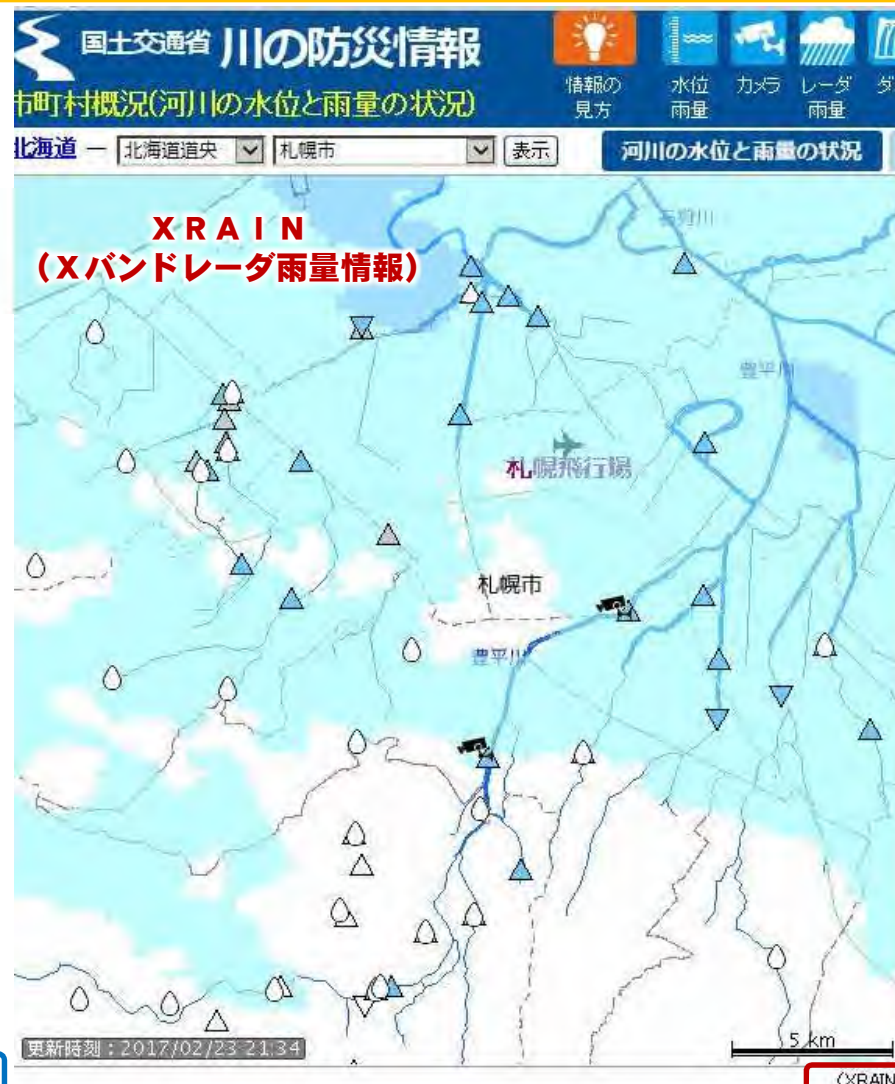 国土交通省 川の防災情報
情報の見方
水位雨量
カメラ
レーダ雨量
ダ
市町村概況(河川の水位と雨量の状況)
北海道 ー 北海道道央 札幌市 表示
河川の水位と雨量の状況
XRAIN
(Xバンドレーダ雨量情報)
石狩川
豊平川
札幌飛行場
札幌市
豊平川
更新時刻:2017/02/23 21:34
5 km
(XRAIN